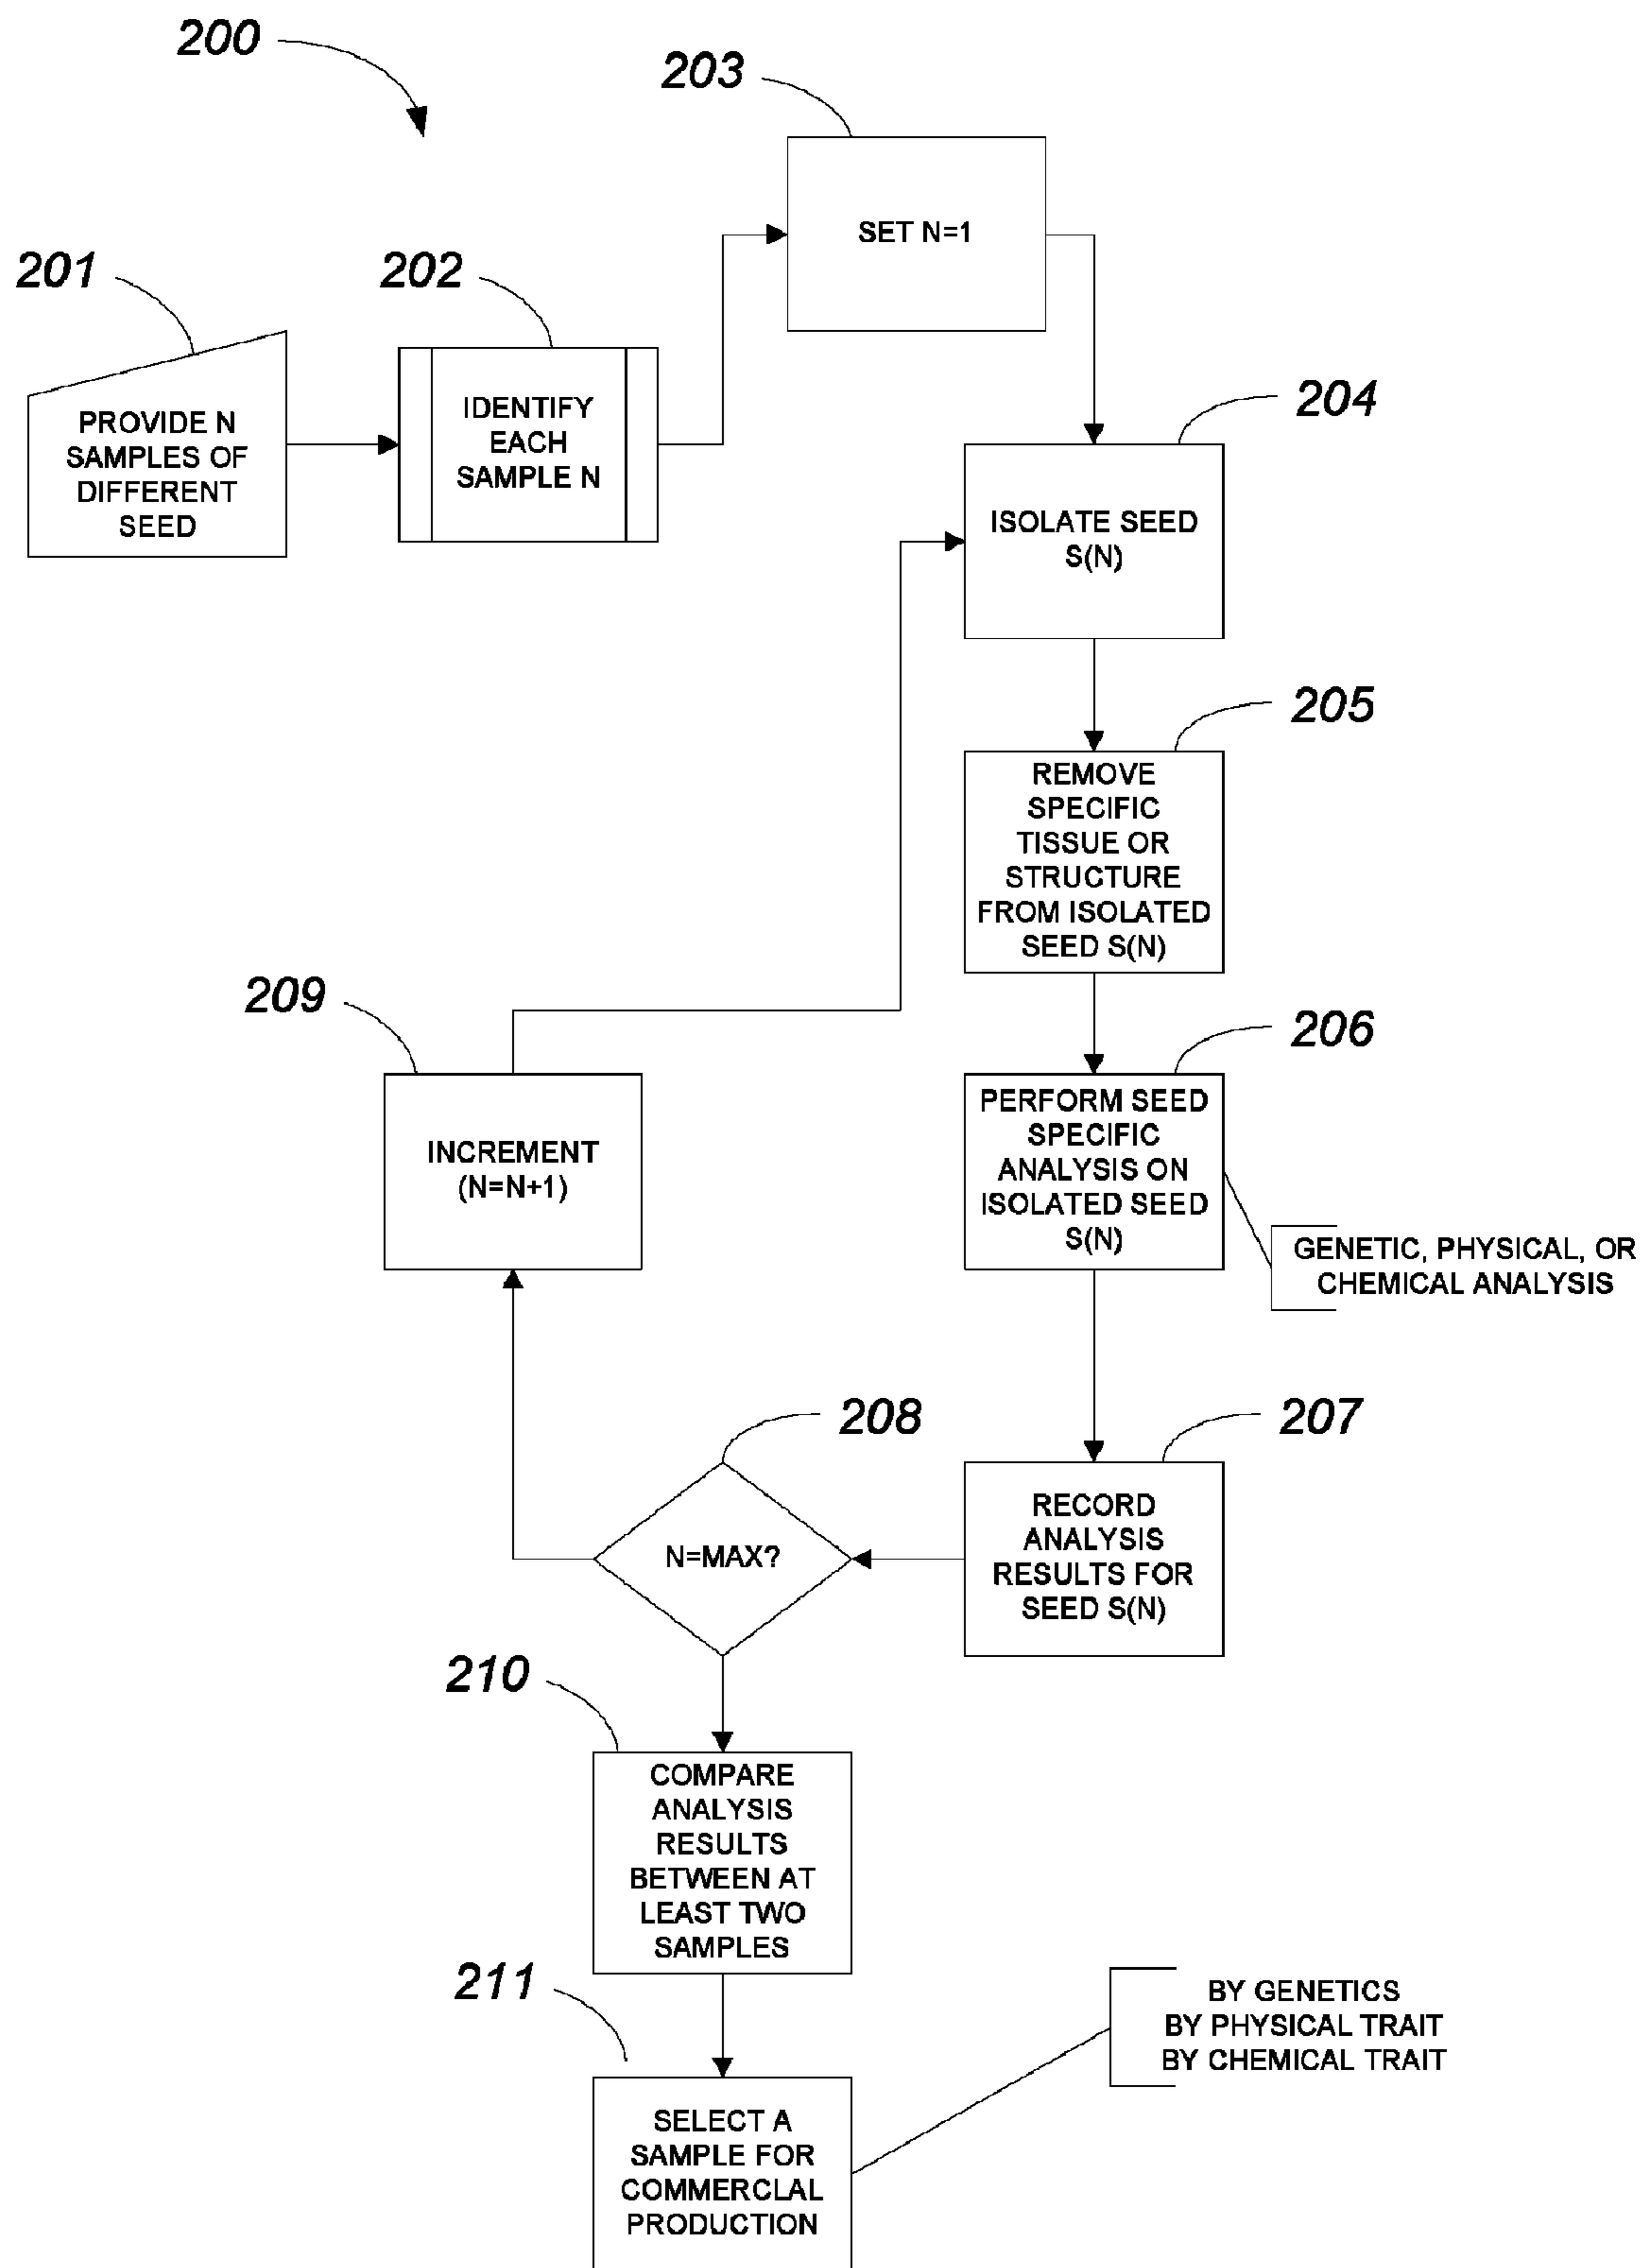 200
203
SET N=1
201
202
PROVIDE N
SAMPLES OF
DIFFERENT
SEED
IDENTIFY
EACH
SAMPLE N
204
ISOLATE SEED
S(N)
205
REMOVE
SPECIFIC
TISSUE OR
STRUCTURE
FROM ISOLATED
SEED S(N)
209
INCREMENT
(N=N+1)
206
PERFORM SEED
SPECIFIC
ANALYSIS ON
ISOLATED SEED
S(N)
GENETIC, PHYSICAL, OR
CHEMICAL ANALYSIS
208
N=MAX?
207
RECORD
ANALYSIS
RESULTS FOR
SEED S(N)
210
COMPARE
ANALYSIS
RESULTS
BETWEEN AT
LEAST TWO
SAMPLES
211
SELECT A
SAMPLE FOR
COMMERCLAL
PRODUCTION
BY GENETICS
BY PHYSICAL TRAIT
BY CHEMICAL TRAIT